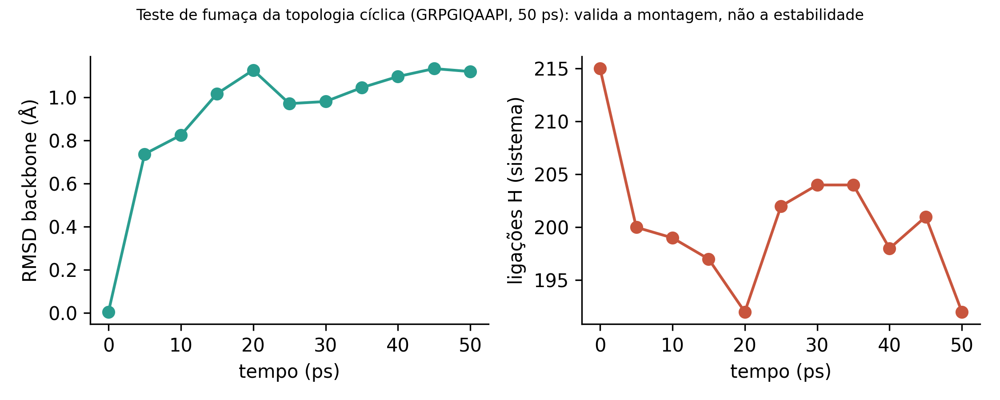 Teste de fumaça da topologia cíclica (GRPGIQAAPI, 50 ps): valida a montagem, não a estabilidade
RMSD backbone (Å)
1.0
0.8
0.6
0.4
0.2
0.0
0 10 20 30 40 50
tempo (ps)
ligações H (sistema)
215
210
205
200
195
0 10 20 30 40 50
tempo (ps)